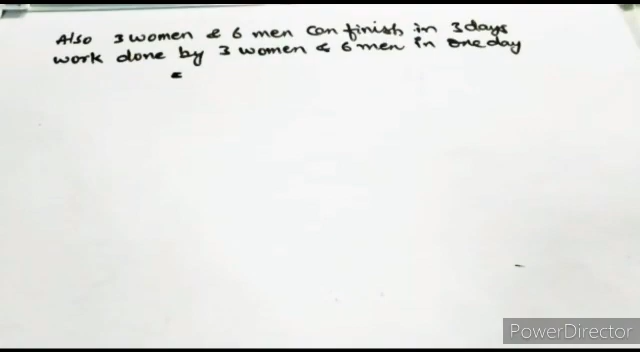 Also 3 women & 6 men can finish in 3 days
work done by 3 women & 6 men in one day
=
PowerDirector